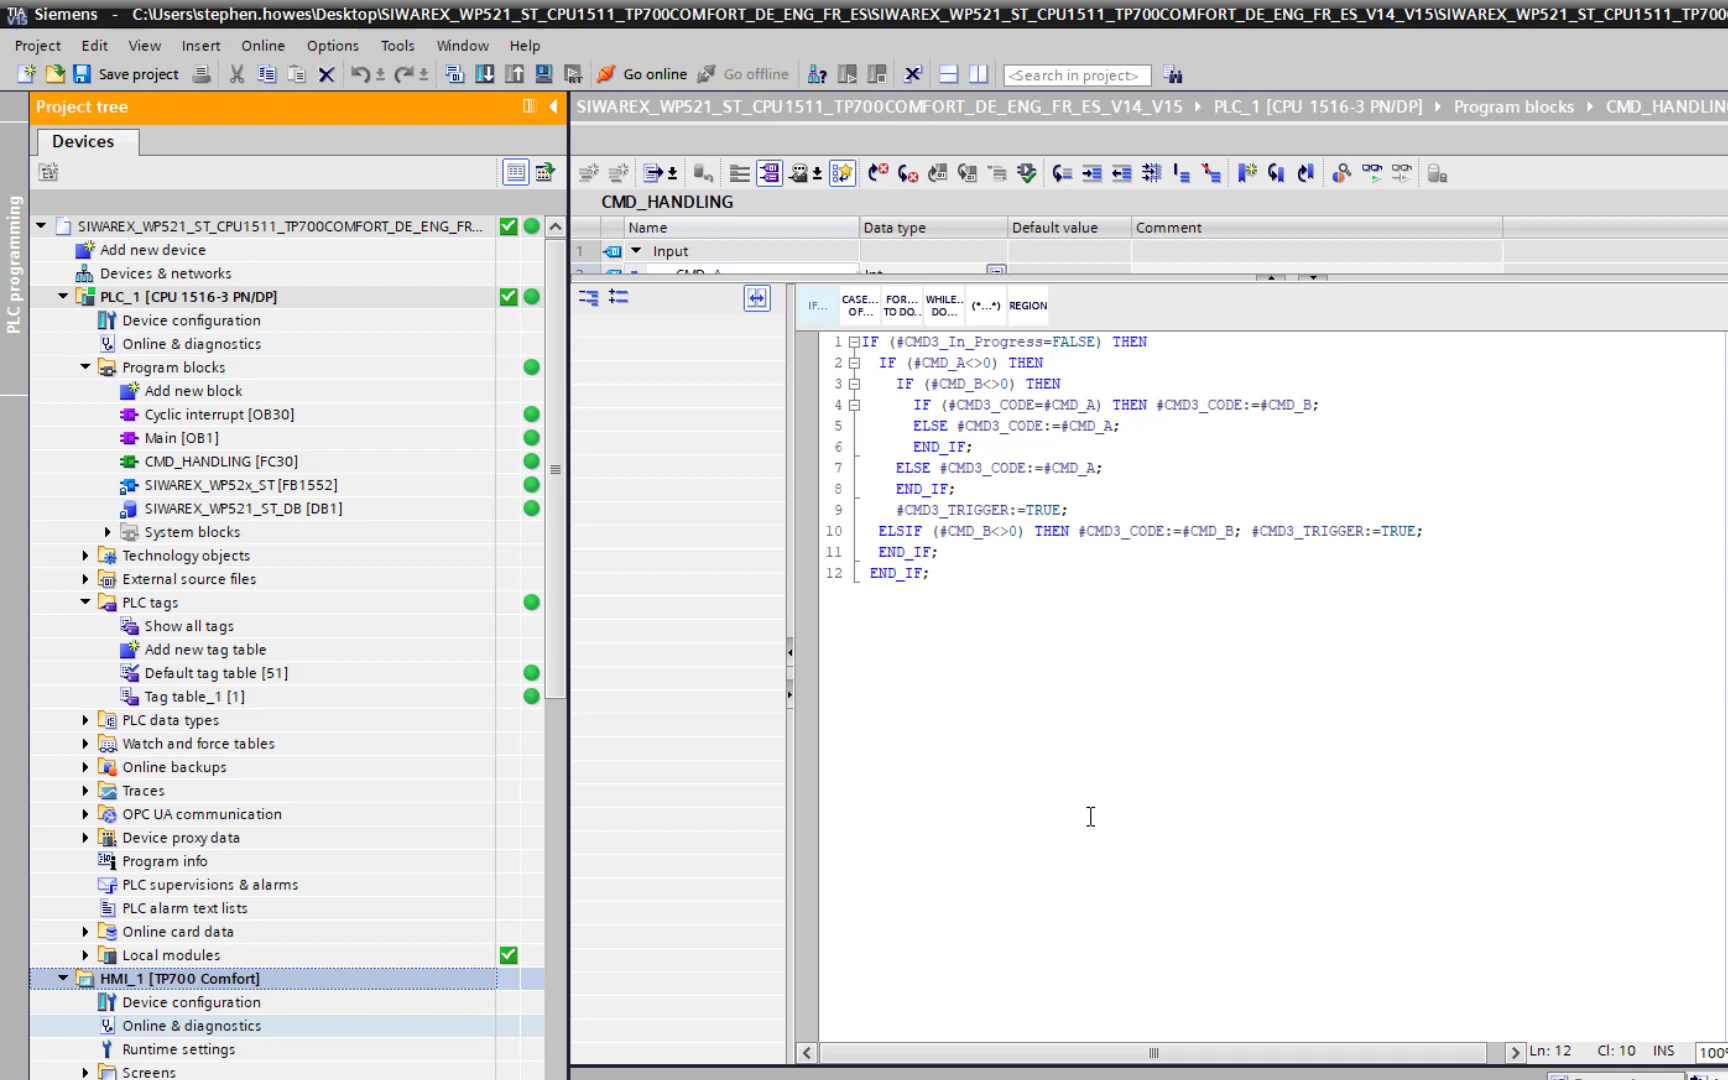 Siemens - C:\Users\stephen.howes\Desktop\SIWAREX_WP521_ST_CPU1511_TP700COMFORT_DE_ENG_FR_ES\SIWAREX_WP521_ST_CPU1511_TP700COMFORT_DE_ENG_FR_ES_V14_V15\SIWAREX_WP521_ST_CPU1511_TP700
Project Edit View Insert Online Options Tools Window Help
Save project Go online Go offline <Search in project>
Project tree
SIWAREX_WP521_ST_CPU1511_TP700COMFORT_DE_ENG_FR_ES_V14_V15 PLC_1 [CPU 1516-3 PN/DP] Program blocks CMD_HANDLING
Devices
PLC programming
SIWAREX_WP521_ST_CPU1511_TP700COMFORT_DE_ENG_FR...
Add new device
Devices & networks
PLC_1 [CPU 1516-3 PN/DP]
Device configuration
Online & diagnostics
Program blocks
Add new block
Cyclic interrupt [OB30]
Main [OB1]
CMD_HANDLING [FC30]
SIWAREX_WP52x_ST [FB1552]
SIWAREX_WP521_ST_DB [DB1]
System blocks
Technology objects
External source files
PLC tags
Show all tags
Add new tag table
Default tag table [51]
Tag table_1 [1]
PLC data types
Watch and force tables
Online backups
Traces
OPC UA communication
Device proxy data
Program info
PLC supervisions & alarms
PLC alarm text lists
Online card data
Local modules
HMI_1 [TP700 Comfort]
Device configuration
Online & diagnostics
Runtime settings
Screens
CMD_HANDLING
Name Data type Default value Comment
1 Input
2 CMD_A Int
IF... CASE... OF... FOR... TO DO.. WHILE.. DO... (*...*) REGION
1 IF (#CMD3_In_Progress=FALSE) THEN
2 IF (#CMD_A<>0) THEN
3 IF (#CMD_B<>0) THEN
4 IF (#CMD3_CODE=#CMD_A) THEN #CMD3_CODE:=#CMD_B;
5 ELSE #CMD3_CODE:=#CMD_A;
6 END_IF;
7 ELSE #CMD3_CODE:=#CMD_A;
8 END_IF;
9 #CMD3_TRIGGER:=TRUE;
10 ELSIF (#CMD_B<>0) THEN #CMD3_CODE:=#CMD_B; #CMD3_TRIGGER:=TRUE;
11 END_IF;
12 END_IF;
Ln: 12 Cl: 10 INS 100%